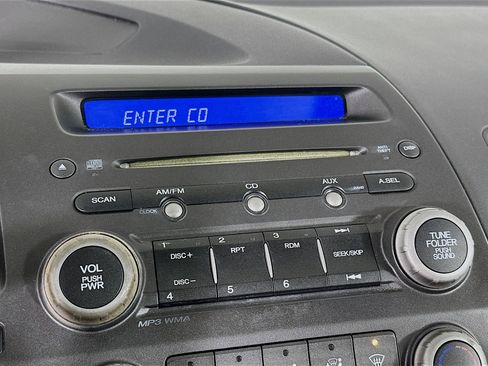 ENTER CO
ANTI-
THEFT
DISP
SCAN
AM/FM
CD
AUX
A.SEL
CLOCK
1
2
3
DISC +
RPT
RDM
SEEK/SKIP
DISC −
4
5
6
VOL
PUSH
PWR
TUNE
FOLDER
PUSH
SOUND
MP3 WMA